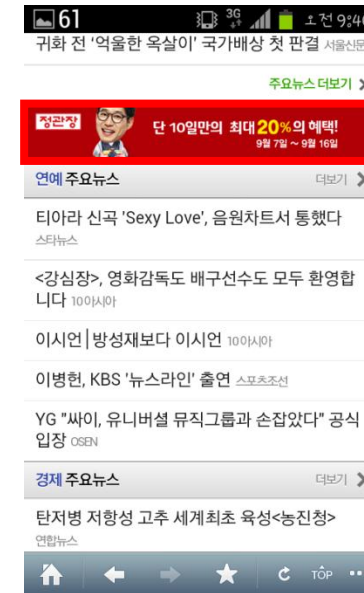 61 3G 오전 9:46
귀화 전 '억울한 옥살이' 국가배상 첫 판결 서울신문
주요뉴스 더보기
정관장 단 10일만의 최대 20%의 혜택!
9월 7일 ~ 9월 16일
연예 주요뉴스 더보기
티아라 신곡 'Sexy Love', 음원차트서 통했다
스타뉴스
<강심장>, 영화감독도 배구선수도 모두 환영합
니다 10아시아
이시언│방성재보다 이시언 10아시아
이병헌, KBS '뉴스라인' 출연 스포츠조선
YG "싸이, 유니버셜 뮤직그룹과 손잡았다" 공식
입장 OSEN
경제 주요뉴스 더보기
탄저병 저항성 고추 세계최초 육성<농진청>
연합뉴스
TOP